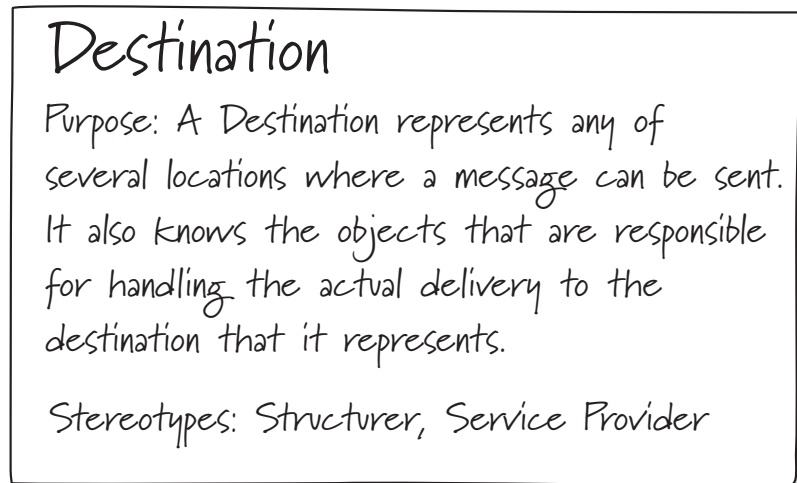 Destination
Purpose: A Destination represents any of
several locations where a message can be sent.
It also knows the objects that are responsible
for handling the actual delivery to the
destination that it represents.
Stereotypes: Structurer, Service Provider